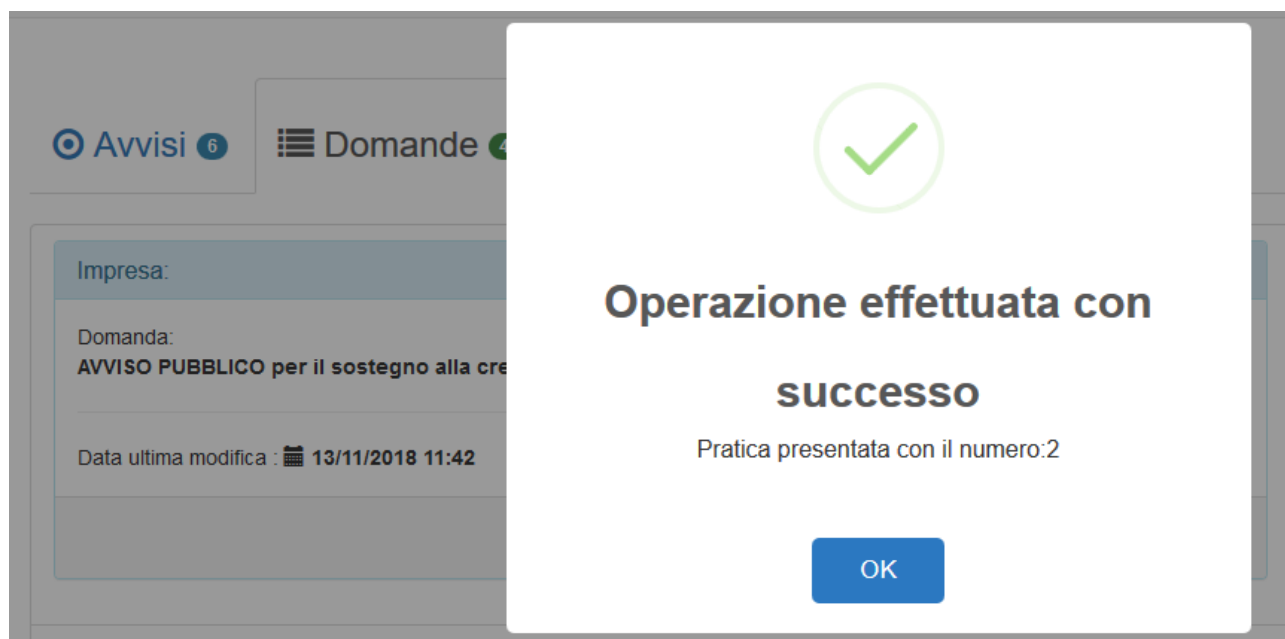 Avvisi 6
Domande 4
Impresa:
Domanda:
AVVISO PUBBLICO per il sostegno alla
Data ultima modifica : 13/11/2018 11:42
Operazione effettuata con
successo
Pratica presentata con il numero:2
OK